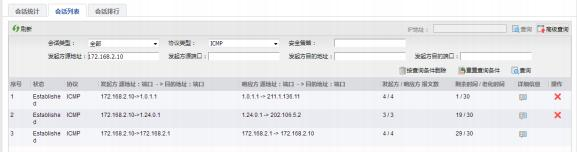 会话统计 会话列表 会话排行
刷新 IP地址: 查询 高级查询
会话类型: 全部 协议类型: ICMP 安全策略:
发起方源地址: 172.168.2.10 发起方源端口: 发起方目的地址: 发起方目的端口:
按查询条件删除 重置查询条件 查询
序号 状态 协议 发起方 源地址:端口 -> 目的地址:端口 响应方 源地址:端口 -> 目的地址:端口 发起方 / 响应方 报文数 剩余时间 / 老化时间 详细信息 操作
1 Established ICMP 172.168.2.10->1.0.1.1 1.0.1.1 -> 211.1.136.11 4 / 4 1 / 30
2 Established ICMP 172.168.2.10->1.24.0.1 1.24.0.1 -> 202.106.5.2 3 / 3 19 / 30
3 Established ICMP 172.168.2.10->172.168.2.1 172.168.2.1 -> 172.168.2.10 4 / 4 29 / 30